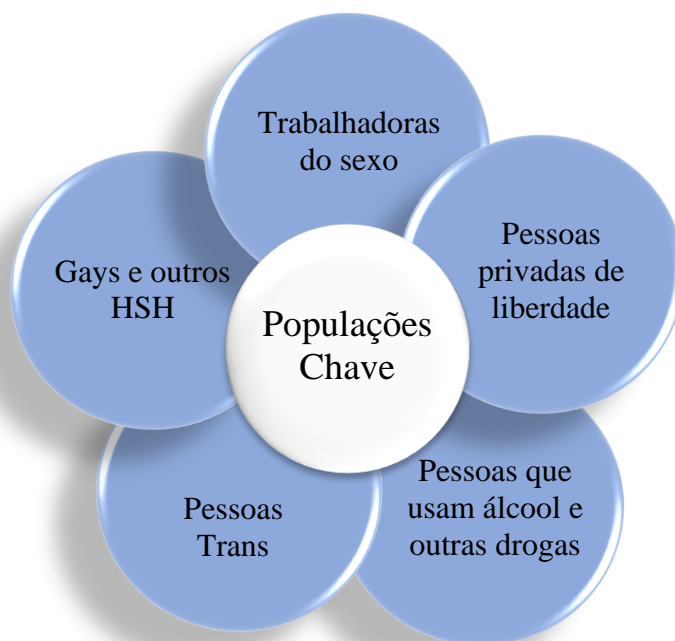 Trabalhadoras
do sexo
Pessoas
privadas de
liberdade
Gays e outros
HSH
Populações
Chave
Pessoas que
usam álcool e
outras drogas
Pessoas
Trans